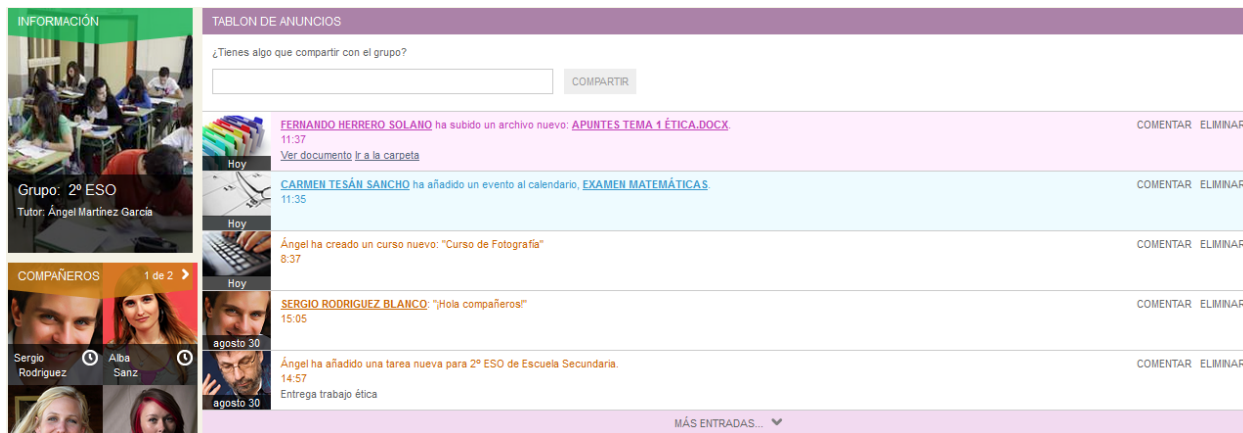 INFORMACIÓN
Grupo: 2º ESO
Tutor: Ángel Martínez García
COMPAÑEROS
1 de 2
Sergio
Rodriguez
Alba
Sanz
TABLON DE ANUNCIOS
¿Tienes algo que compartir con el grupo?
COMPARTIR
FERNANDO HERRERO SOLANO ha subido un archivo nuevo: APUNTES TEMA 1 ÉTICA.DOCX.
COMENTAR ELIMINAR
11:37
Ver documento Ir a la carpeta
Hoy
CARMEN TESÁN SANCHO ha añadido un evento al calendario, EXAMEN MATEMÁTICAS.
COMENTAR ELIMINAR
11:35
Hoy
Ángel ha creado un curso nuevo: "Curso de Fotografía"
COMENTAR ELIMINAR
8:37
Hoy
SERGIO RODRIGUEZ BLANCO: "¡Hola compañeros!"
COMENTAR ELIMINAR
15:05
agosto 30
Ángel ha añadido una tarea nueva para 2º ESO de Escuela Secundaria.
COMENTAR ELIMINAR
14:57
Entrega trabajo ética
agosto 30
MÁS ENTRADAS...